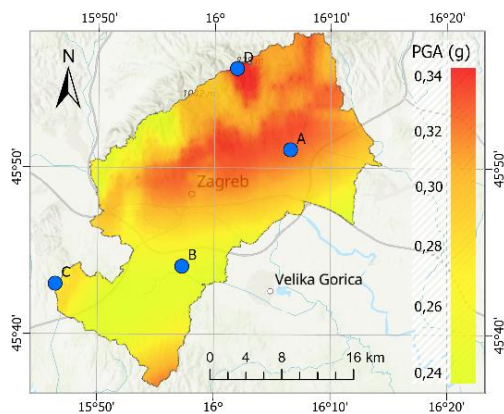 15°50' 16° 16°10' 16°20'
N
PGA (g)
D
1032 m
0,34
0,32
A
45°50' 45°50'
0,30
Zagreb
0,28
B
C
Velika Gorica
0,26
45°40' 45°40'
0 4 8 16 km
0,24
15°50' 16° 16°10' 16°20'